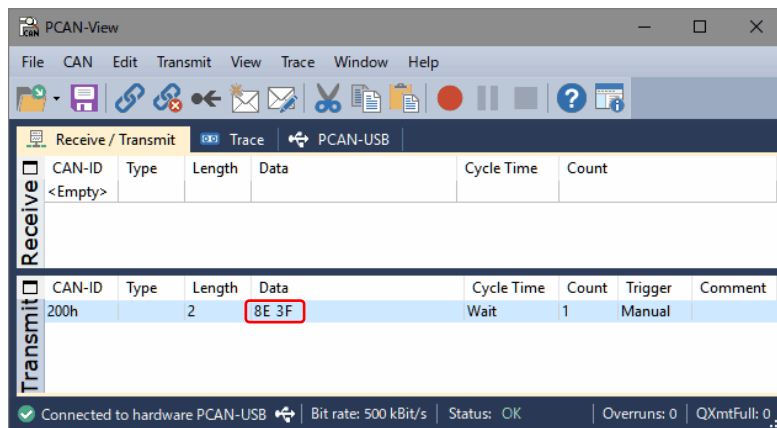 PCAN-View
File CAN Edit Transmit View Trace Window Help
Receive / Transmit Trace PCAN-USB
Receive
CAN-ID Type Length Data Cycle Time Count
<Empty>
Transmit
CAN-ID Type Length Data Cycle Time Count Trigger Comment
200h 2 8E 3F Wait 1 Manual
Connected to hardware PCAN-USB Bit rate: 500 kBit/s Status: OK Overruns: 0 QXmtFull: 0